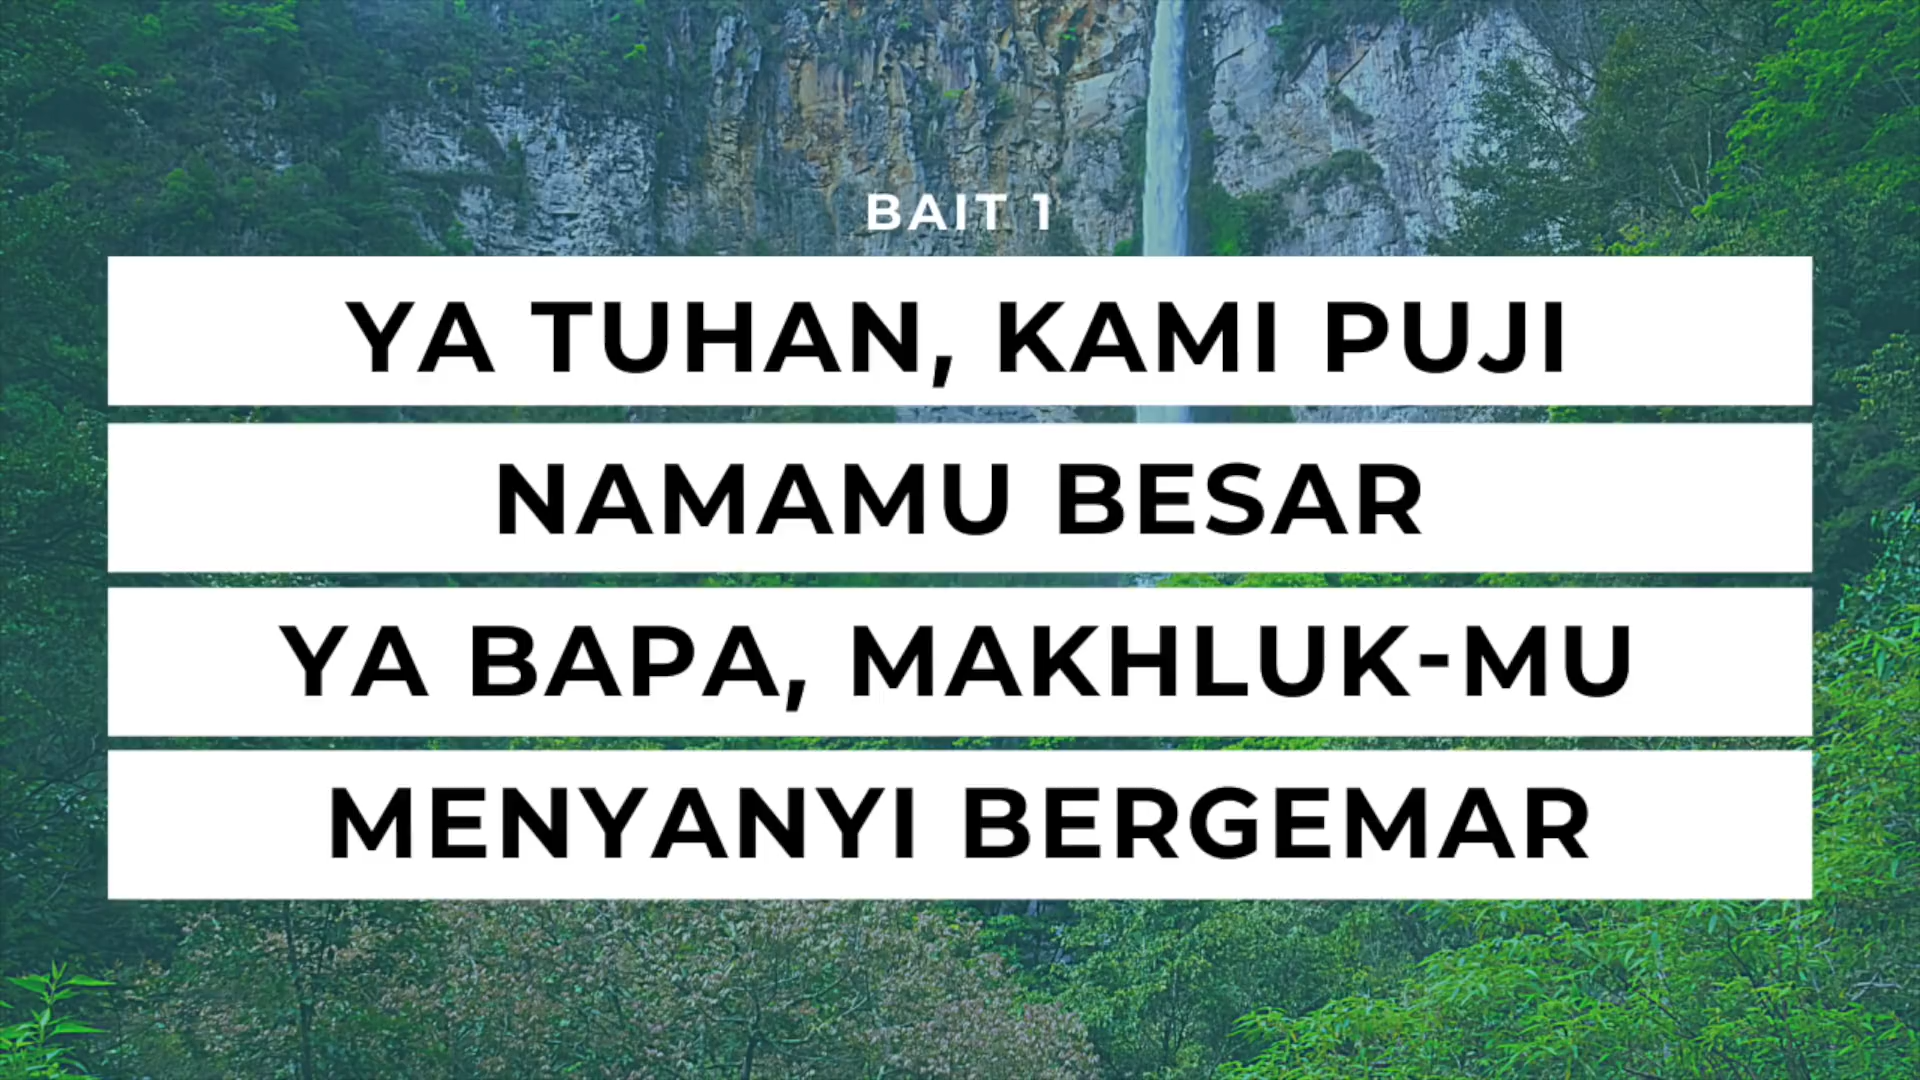 BAIT 1
YA TUHAN, KAMI PUJI
NAMAMU BESAR
YA BAPA, MAKHLUK-MU
MENYANYI BERGEMAR